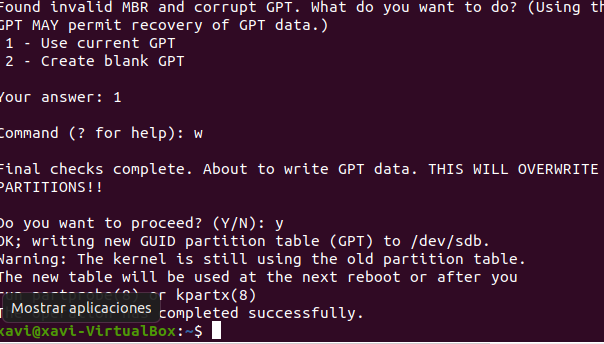 Found invalid MBR and corrupt GPT. What do you want to do? (Using th
GPT MAY permit recovery of GPT data.)
1 - Use current GPT
2 - Create blank GPT
Your answer: 1
Command (? for help): w
Final checks complete. About to write GPT data. THIS WILL OVERWRITE
PARTITIONS!!
Do you want to proceed? (Y/N): y
OK; writing new GUID partition table (GPT) to /dev/sdb.
Warning: The kernel is still using the old partition table.
The new table will be used at the next reboot or after you
run partprobe(8) or kpartx(8)
Mostrar aplicaciones
completed successfully.
xavi@xavi-VirtualBox:~$